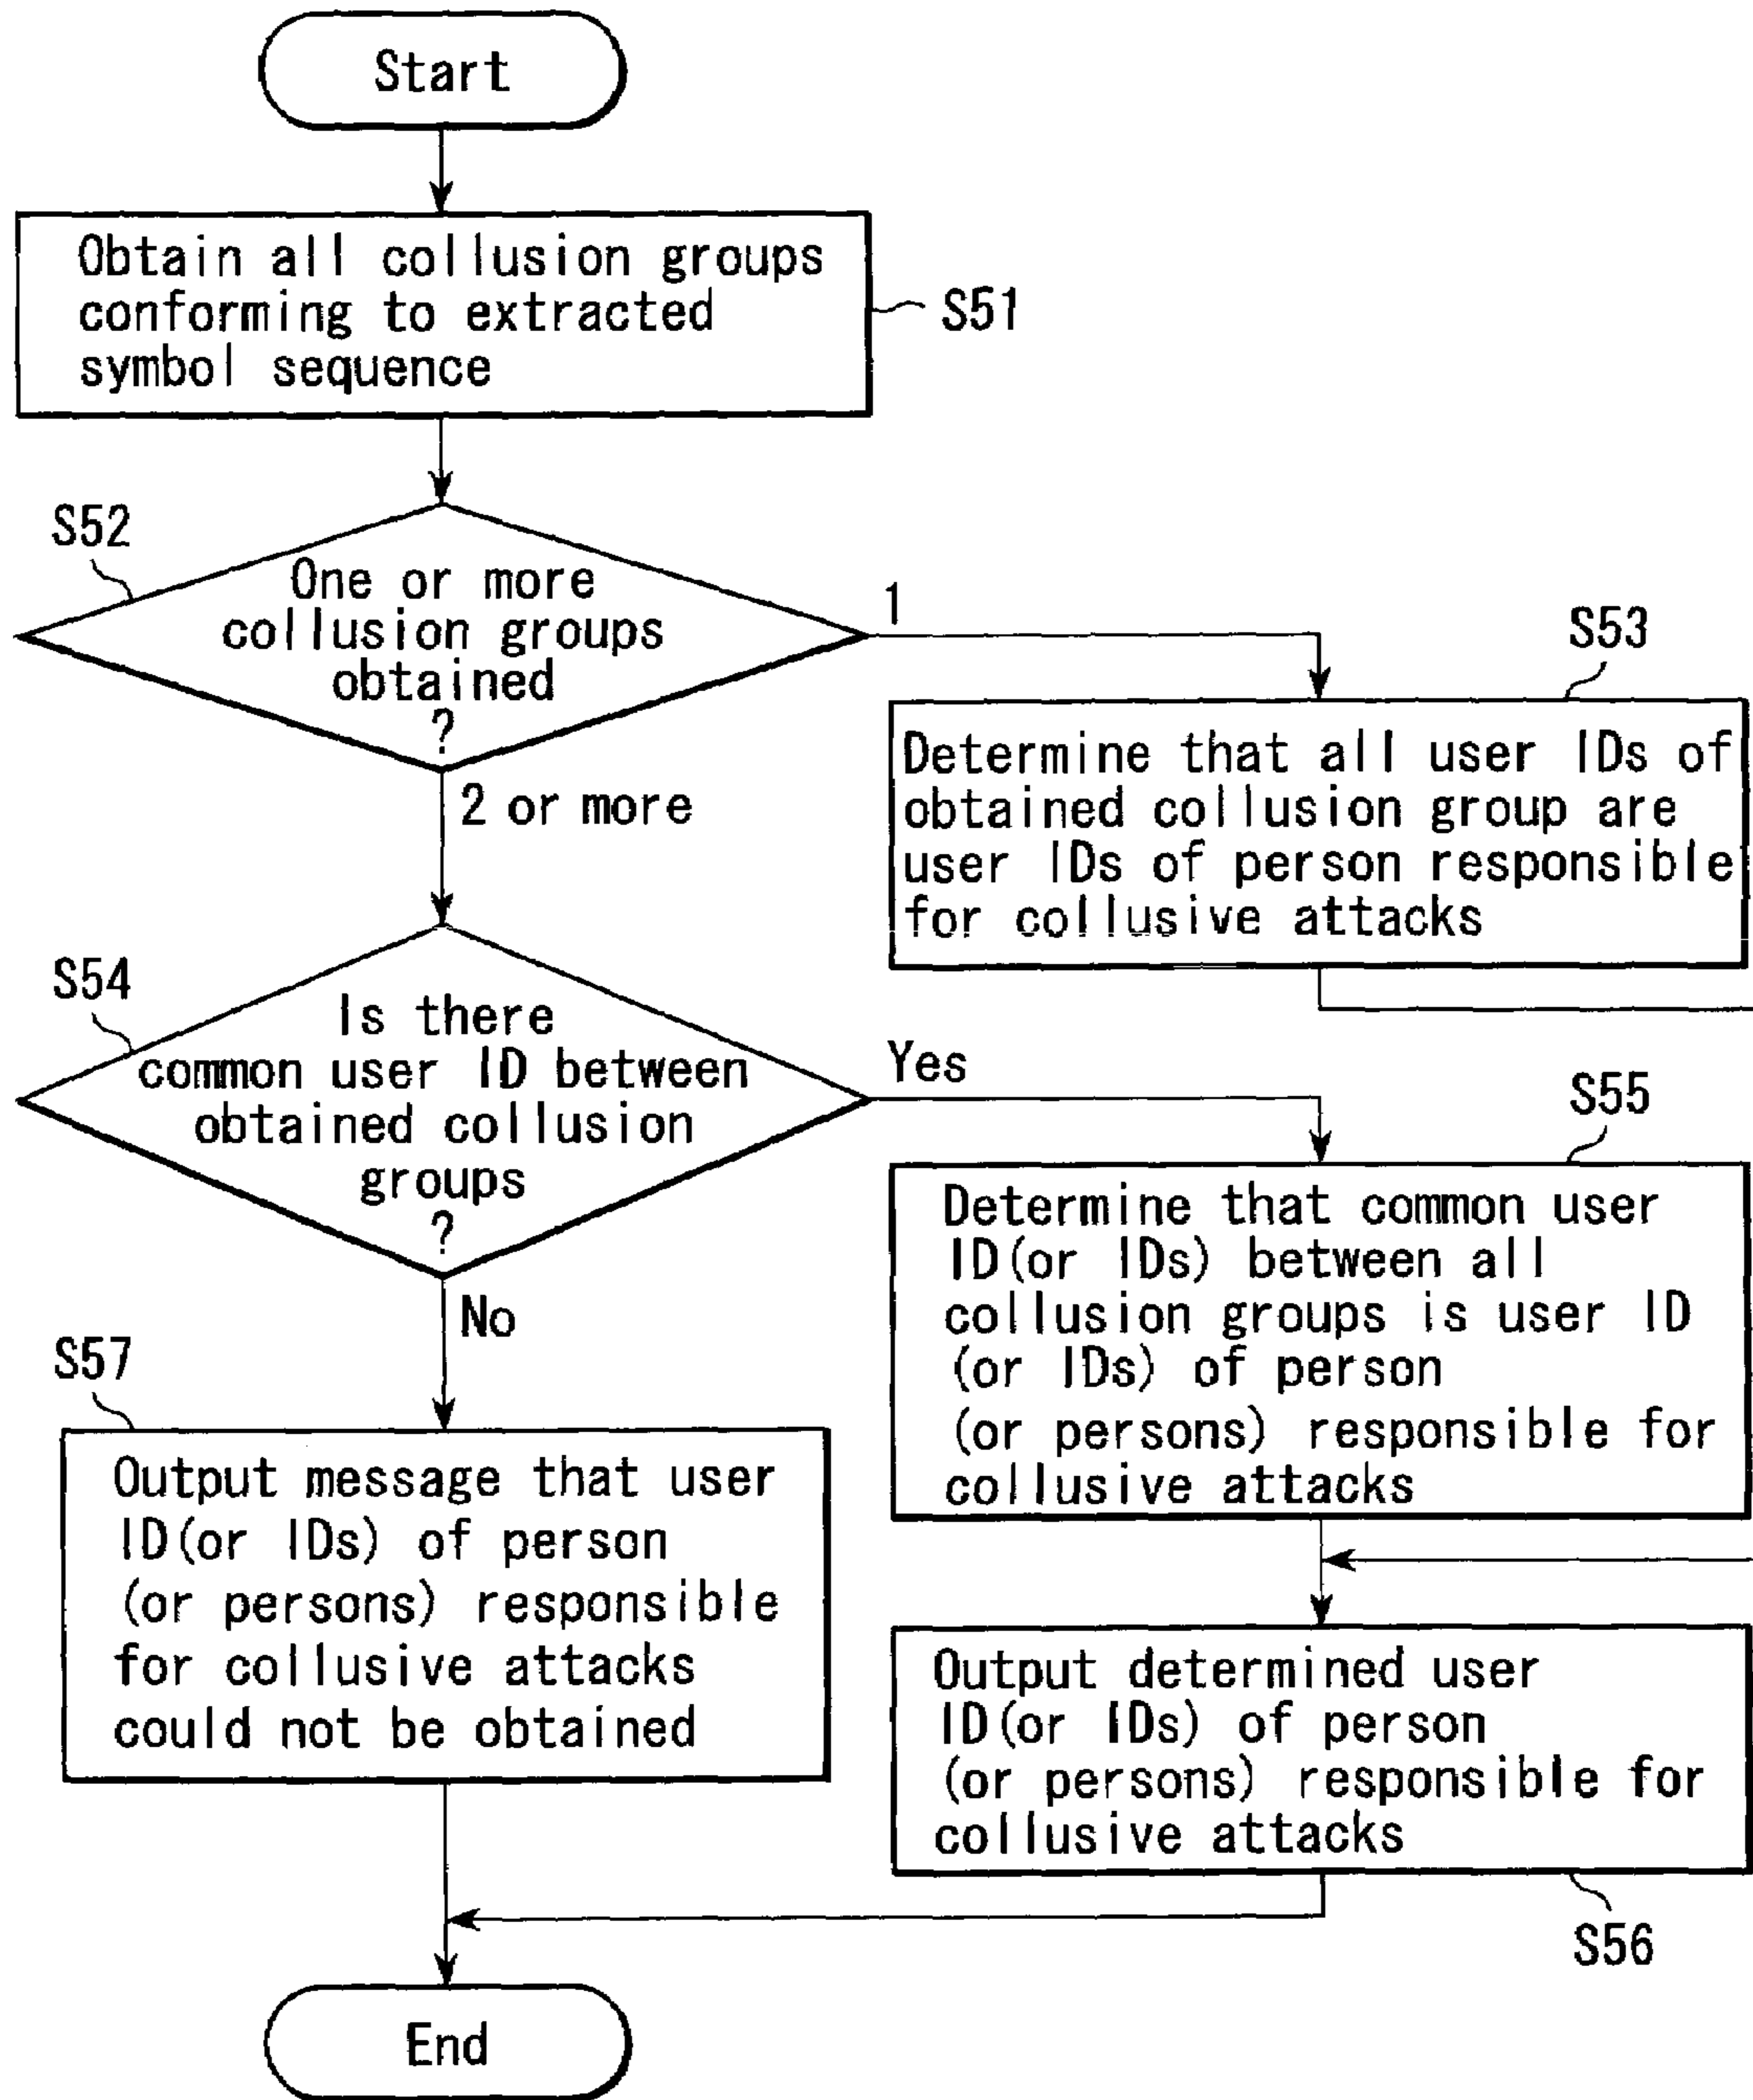 Start
Obtain all collusion groups
conforming to extracted
symbol sequence
S51
S52
One or more
collusion groups
obtained
?
1
2 or more
S53
Determine that all user IDs of
obtained collusion group are
user IDs of person responsible
for collusive attacks
S54
Is there
common user ID between
obtained collusion
groups
?
Yes
No
S55
Determine that common user
ID(or IDs) between all
collusion groups is user ID
(or IDs) of person
(or persons) responsible for
collusive attacks
S57
Output message that user
ID(or IDs) of person
(or persons) responsible
for collusive attacks
could not be obtained
Output determined user
ID(or IDs) of person
(or persons) responsible for
collusive attacks
S56
End